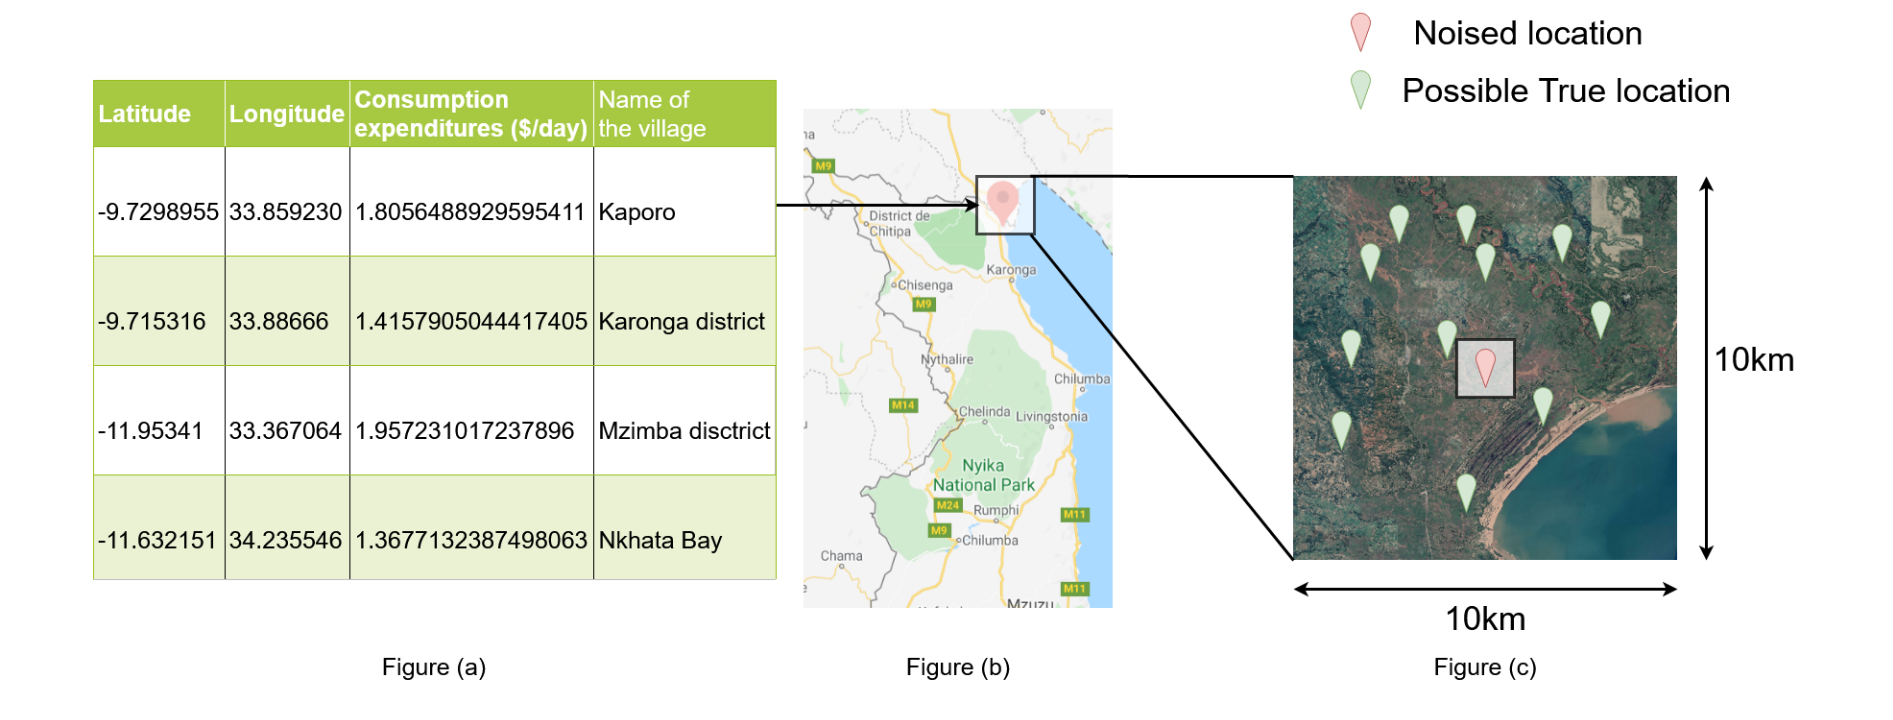 Noised location
Possible True location
Latitude
Longitude
Consumption
expenditures ($/day)
Name of
the village
-9.7298955
33.859230
1.8056488929595411
Kaporo
-9.715316
33.88666
1.4157905044417405
Karonga district
-11.95341
33.367064
1.957231017237896
Mzimba disctrict
-11.632151
34.235546
1.3677132387498063
Nkhata Bay
M9
District de
Chitipa
Karonga
Chisenga
M9
Nythalire
Chilumba
M14
Chelinda
Livingstonia
Nyika
National Park
M24
Rumphi
M11
M9
Chilumba
Chama
M11
Mzuzu
10km
10km
Figure (a)
Figure (b)
Figure (c)